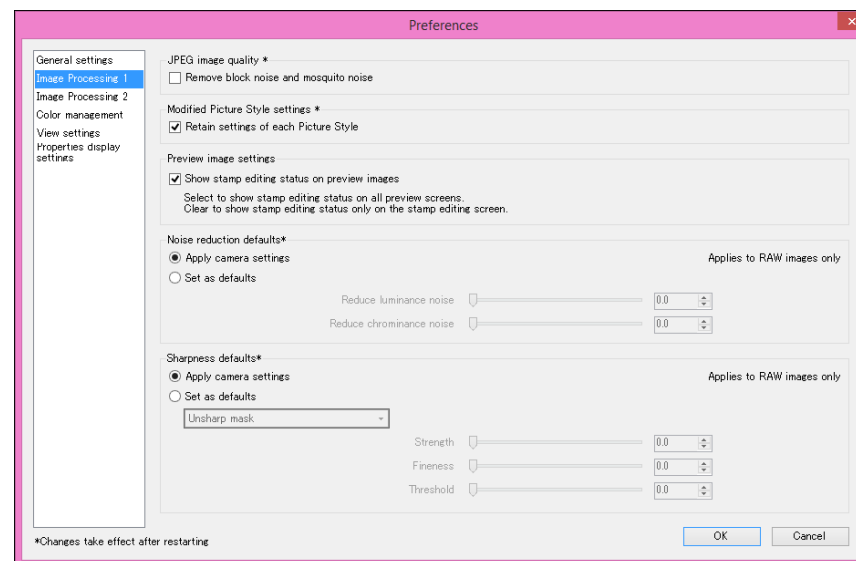 Preferences
General settings
Image Processing 1
Image Processing 2
Color management
View settings
Properties display
settings
JPEG image quality *
Remove block noise and mosquito noise
Modified Picture Style settings *
Retain settings of each Picture Style
Preview image settings
Show stamp editing status on preview images
Select to show stamp editing status on all preview screens.
Clear to show stamp editing status only on the stamp editing screen.
Noise reduction defaults*
Apply camera settings
Applies to RAW images only
Set as defaults
Reduce luminance noise 0.0
Reduce chrominance noise 0.0
Sharpness defaults*
Apply camera settings
Applies to RAW images only
Set as defaults
Unsharp mask
Strength 0.0
Fineness 0.0
Threshold 0.0
*Changes take effect after restarting
OK
Cancel